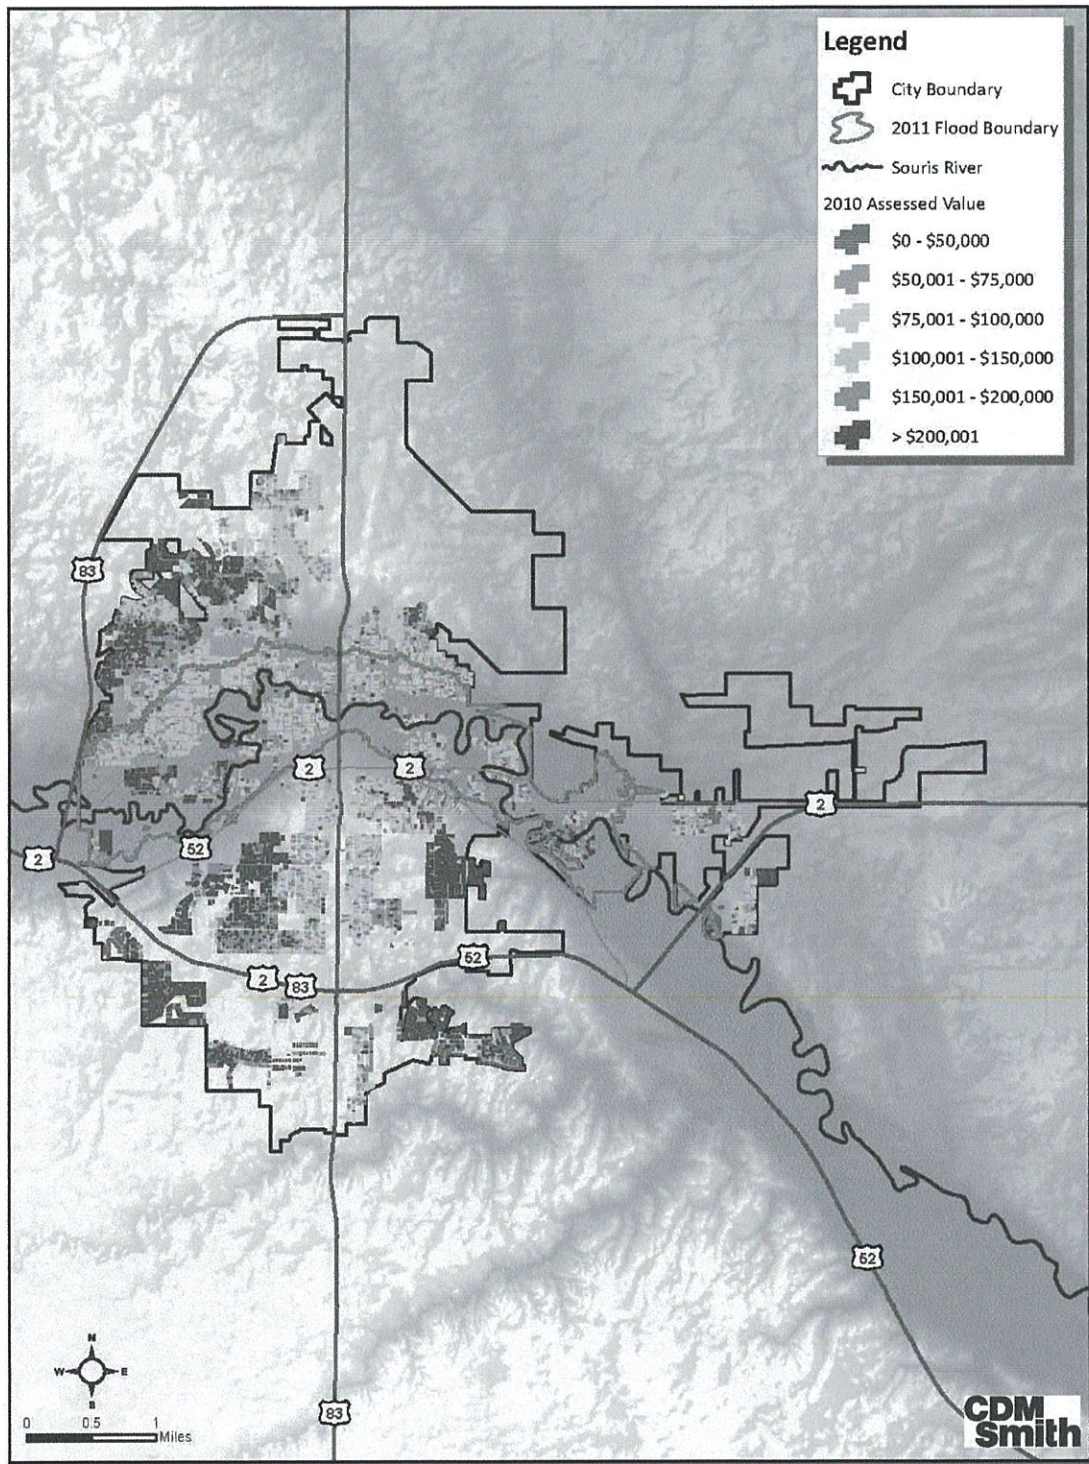 Legend
City Boundary
2011 Flood Boundary
Souris River
2010 Assessed Value
$0 - $50,000
$50,001 - $75,000
$75,001 - $100,000
$100,001 - $150,000
$150,001 - $200,000
> $200,001
83
2
2
2
52
2
52
2
83
52
N
W
E
S
0 0.5 1
Miles
83
CDM
Smith